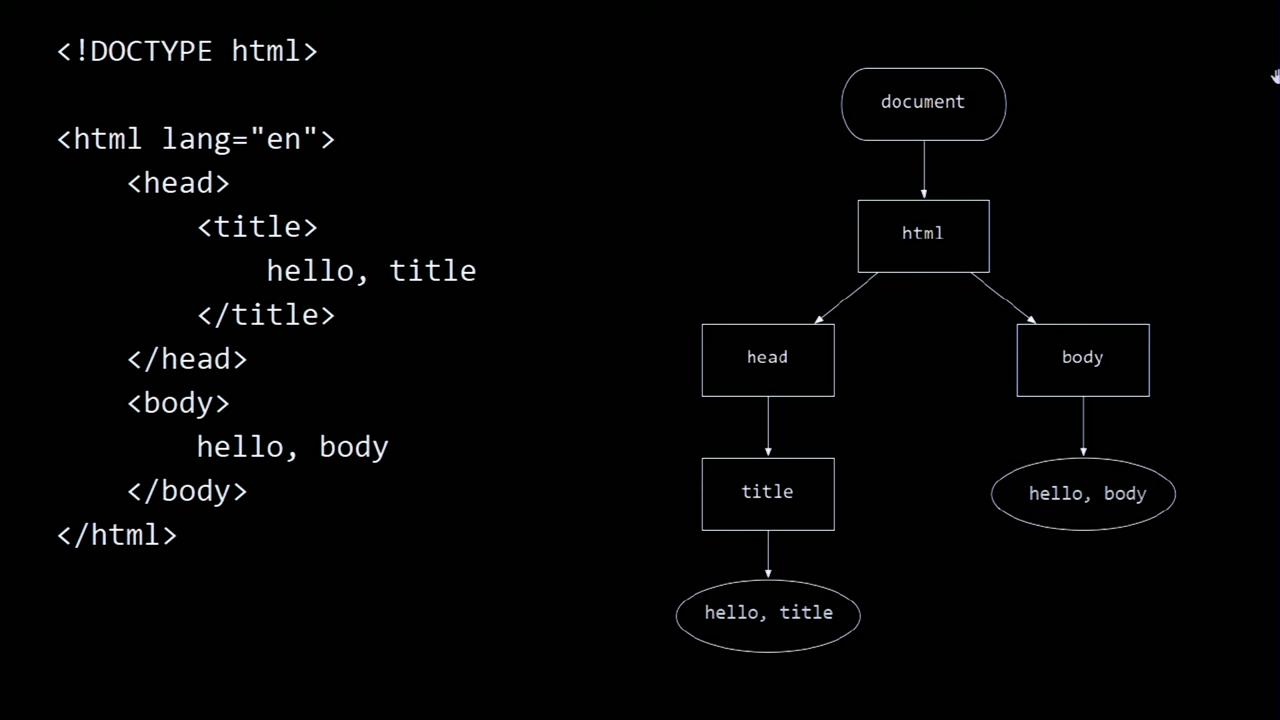 <!DOCTYPE html>
<html lang="en">
<head>
<title>
hello, title
</title>
</head>
<body>
hello, body
</body>
</html>
document
html
head
body
title
hello, body
hello, title